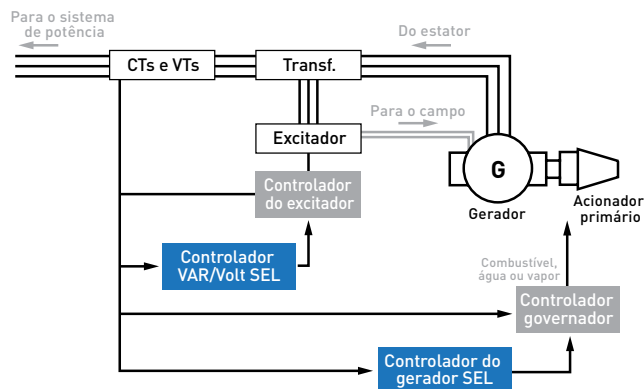 Para o sistema
de potência
Do estator
CTs e VTs
Transf.
Para o campo
Excitador
G
Controlador
do excitador
Gerador
Acionador
primário
Controlador
VAR/Volt SEL
Combustível,
água ou vapor
Controlador
governador
Controlador do
gerador SEL